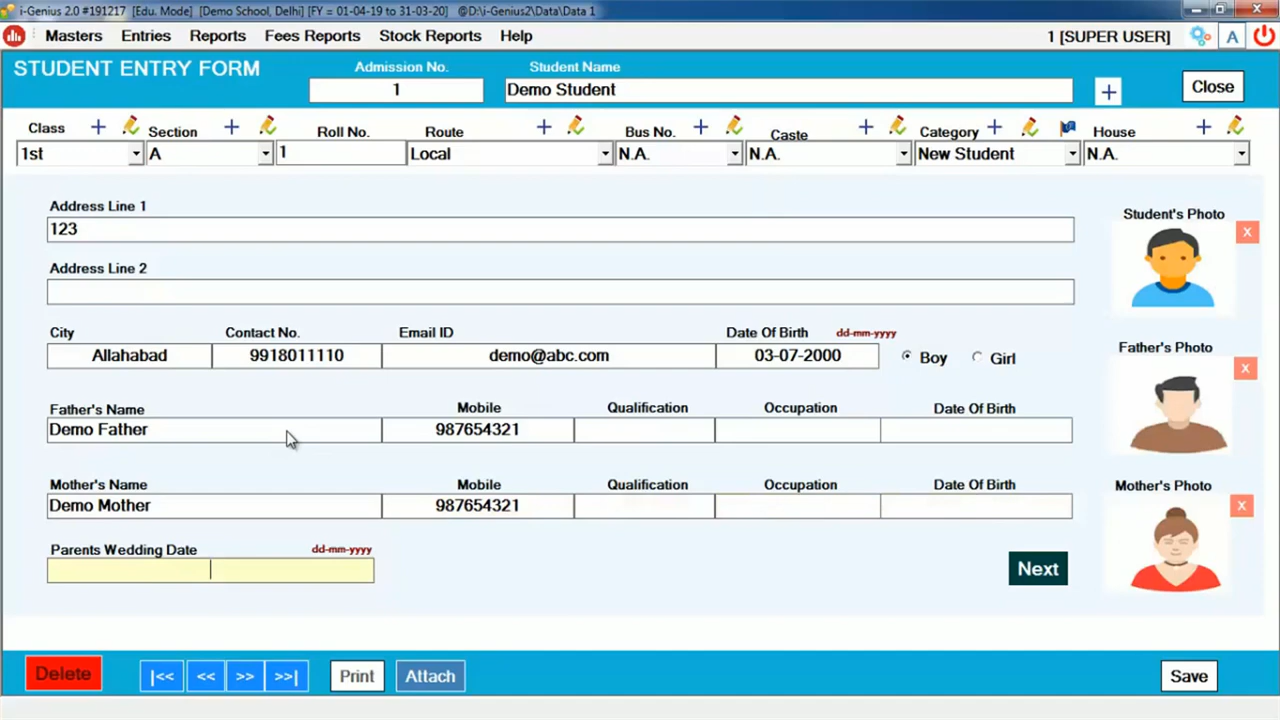 i-Genius 2.0 #191217 [Edu. Mode] [Demo School, Delhi] [FY = 01-04-19 to 31-03-20] @D:\i-Genius2\Data\Data 1
Masters Entries Reports Fees Reports Stock Reports Help 1 [SUPER USER] A
STUDENT ENTRY FORM
Admission No. Student Name
1 Demo Student + Close
Class + Section + Roll No. Route + Bus No. + Caste + Category + House +
1st A 1 Local N.A. N.A. New Student N.A.
Address Line 1
123
Student's Photo
X
Address Line 2
City Contact No. Email ID Date Of Birth dd-mm-yyyy
Allahabad 9918011110 demo@abc.com 03-07-2000 Boy Girl
Father's Photo
X
Father's Name Mobile Qualification Occupation Date Of Birth
Demo Father 987654321
Mother's Name Mobile Qualification Occupation Date Of Birth
Demo Mother 987654321
Mother's Photo
X
Parents Wedding Date dd-mm-yyyy
Next
Delete |<< << >> >>| Print Attach Save